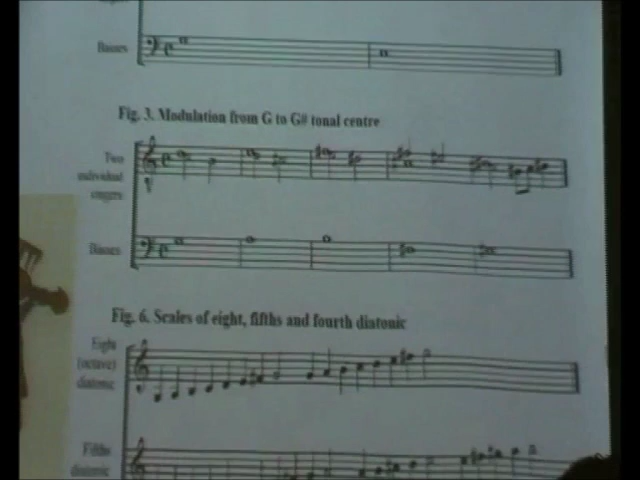 Basses
Fig. 3. Modulation from G to G# tonal centre
Two
individual
singers
Basses
Fig. 6. Scales of eight, fifths and fourth diatonic
Eight
(octave)
diatonic
Fifths
diatonic